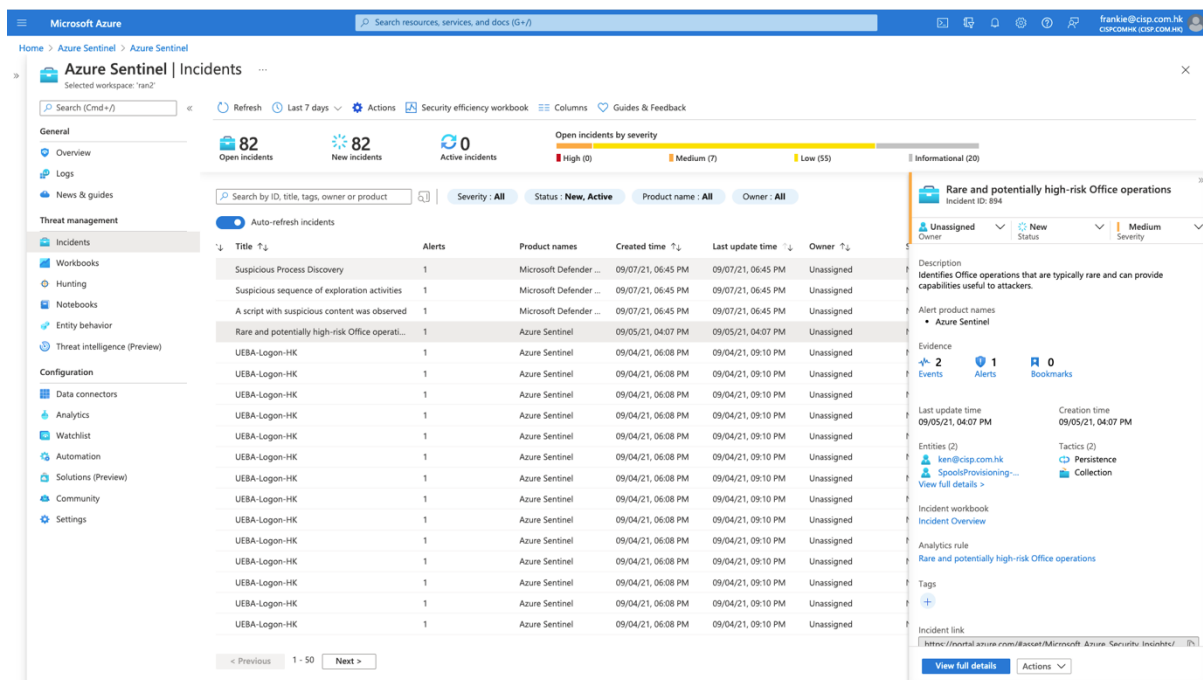 Microsoft Azure
Search resources, services, and docs (G+/)
frankie@cisp.com.hk
CISPCOMHK (CISP.COM.HK)
Home > Azure Sentinel > Azure Sentinel
Azure Sentinel | Incidents ...
Selected workspace: 'ran2'
Search (Cmd+/)
Refresh Last 7 days Actions Security efficiency workbook Columns Guides & Feedback
General
Overview
Logs
News & guides
Threat management
Incidents
Workbooks
Hunting
Notebooks
Entity behavior
Threat intelligence (Preview)
Configuration
Data connectors
Analytics
Watchlist
Automation
Solutions (Preview)
Community
Settings
82
Open incidents
82
New incidents
0
Active incidents
Open incidents by severity
High (0) Medium (7) Low (55) Informational (20)
Search by ID, title, tags, owner or product
Severity : All Status : New, Active Product name : All Owner : All
Auto-refresh incidents
Title Alerts Product names Created time Last update time Owner
Suspicious Process Discovery 1 Microsoft Defender ... 09/07/21, 06:45 PM 09/07/21, 06:45 PM Unassigned
Suspicious sequence of exploration activities 1 Microsoft Defender ... 09/07/21, 06:45 PM 09/07/21, 06:45 PM Unassigned
A script with suspicious content was observed 1 Microsoft Defender ... 09/07/21, 06:45 PM 09/07/21, 06:45 PM Unassigned
Rare and potentially high-risk Office operati... 1 Azure Sentinel 09/05/21, 04:07 PM 09/05/21, 04:07 PM Unassigned
UEBA-Logon-HK 1 Azure Sentinel 09/04/21, 06:08 PM 09/04/21, 09:10 PM Unassigned
UEBA-Logon-HK 1 Azure Sentinel 09/04/21, 06:08 PM 09/04/21, 09:10 PM Unassigned
UEBA-Logon-HK 1 Azure Sentinel 09/04/21, 06:08 PM 09/04/21, 09:10 PM Unassigned
UEBA-Logon-HK 1 Azure Sentinel 09/04/21, 06:08 PM 09/04/21, 09:10 PM Unassigned
UEBA-Logon-HK 1 Azure Sentinel 09/04/21, 06:08 PM 09/04/21, 09:10 PM Unassigned
UEBA-Logon-HK 1 Azure Sentinel 09/04/21, 06:08 PM 09/04/21, 09:10 PM Unassigned
UEBA-Logon-HK 1 Azure Sentinel 09/04/21, 06:08 PM 09/04/21, 09:10 PM Unassigned
UEBA-Logon-HK 1 Azure Sentinel 09/04/21, 06:08 PM 09/04/21, 09:10 PM Unassigned
UEBA-Logon-HK 1 Azure Sentinel 09/04/21, 06:08 PM 09/04/21, 09:10 PM Unassigned
UEBA-Logon-HK 1 Azure Sentinel 09/04/21, 06:08 PM 09/04/21, 09:10 PM Unassigned
UEBA-Logon-HK 1 Azure Sentinel 09/04/21, 06:08 PM 09/04/21, 09:10 PM Unassigned
UEBA-Logon-HK 1 Azure Sentinel 09/04/21, 06:08 PM 09/04/21, 09:10 PM Unassigned
UEBA-Logon-HK 1 Azure Sentinel 09/04/21, 06:08 PM 09/04/21, 09:10 PM Unassigned
UEBA-Logon-HK 1 Azure Sentinel 09/04/21, 06:08 PM 09/04/21, 09:10 PM Unassigned
< Previous 1 - 50 Next >
Rare and potentially high-risk Office operations
Incident ID: 894
Unassigned New Medium
Owner Status Severity
Description
Identifies Office operations that are typically rare and can provide
capabilities useful to attackers.
Alert product names
• Azure Sentinel
Evidence
2 1 0
Events Alerts Bookmarks
Last update time Creation time
09/05/21, 04:07 PM 09/05/21, 04:07 PM
Entities (2) Tactics (2)
ken@cisp.com.hk Persistence
SpoolsProvisioning-... Collection
View full details >
Incident workbook
Incident Overview
Analytics rule
Rare and potentially high-risk Office operations
Tags
+
Incident link
https://portal.azure.com/#asset/Microsoft_Azure_Security_Insights/
View full details Actions